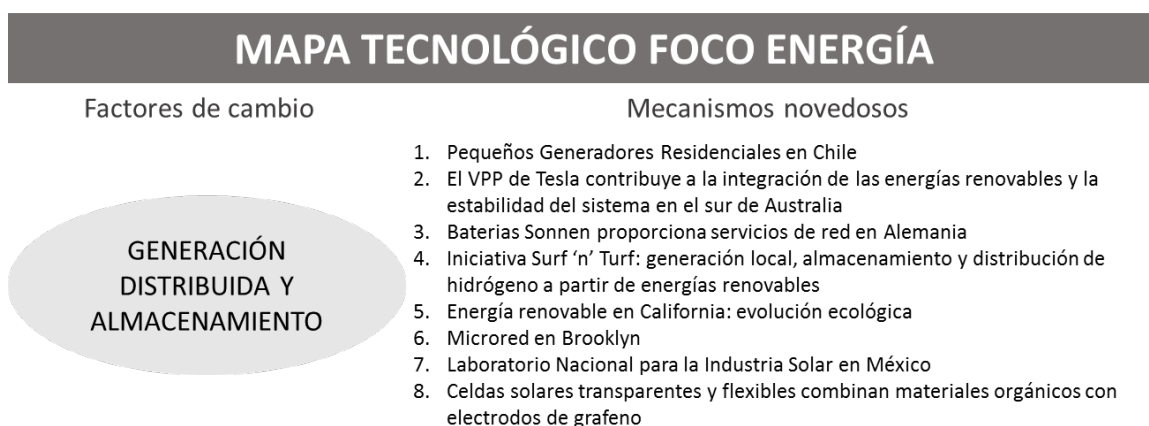 MAPA TECNOLÓGICO FOCO ENERGÍA
Factores de cambio
Mecanismos novedosos
GENERACIÓN
DISTRIBUIDA Y
ALMACENAMIENTO
1. Pequeños Generadores Residenciales en Chile
2. El VPP de Tesla contribuye a la integración de las energías renovables y la
estabilidad del sistema en el sur de Australia
3. Baterias Sonnen proporciona servicios de red en Alemania
4. Iniciativa Surf ‘n’ Turf: generación local, almacenamiento y distribución de
hidrógeno a partir de energías renovables
5. Energía renovable en California: evolución ecológica
6. Microred en Brooklyn
7. Laboratorio Nacional para la Industria Solar en México
8. Celdas solares transparentes y flexibles combinan materiales orgánicos con
electrodos de grafeno